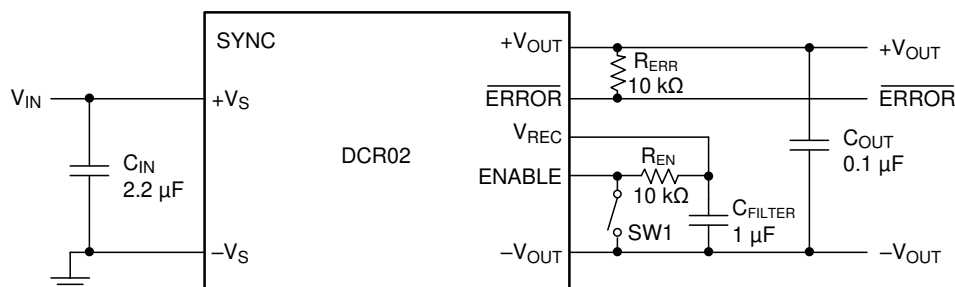 SYNC
V_IN
+V_S
C_IN
2.2 µF
−V_S
DCR02
+V_OUT
ERROR
V_REC
ENABLE
−V_OUT
R_ERR
10 kΩ
R_EN
10 kΩ
SW1
C_FILTER
1 µF
C_OUT
0.1 µF
+V_OUT
ERROR
−V_OUT